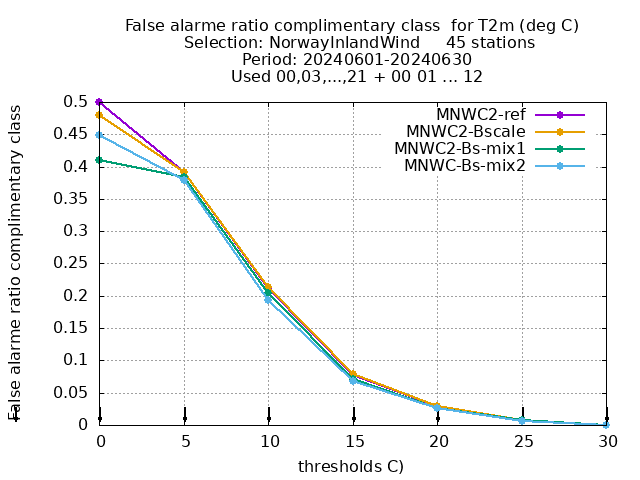 False alarme ratio complimentary class  for T2m (deg C)
Selection: NorwayInlandWind     45 stations
Period: 20240601-20240630
Used 00,03,...,21 + 00 01 ... 12
False alarme ratio complimentary class
0.5
0.45
0.4
0.35
0.3
0.25
0.2
0.15
0.1
0.05
0
MNWC2-ref
MNWC2-Bscale
MNWC2-Bs-mix1
MNWC-Bs-mix2
0 5 10 15 20 25 30
thresholds C)